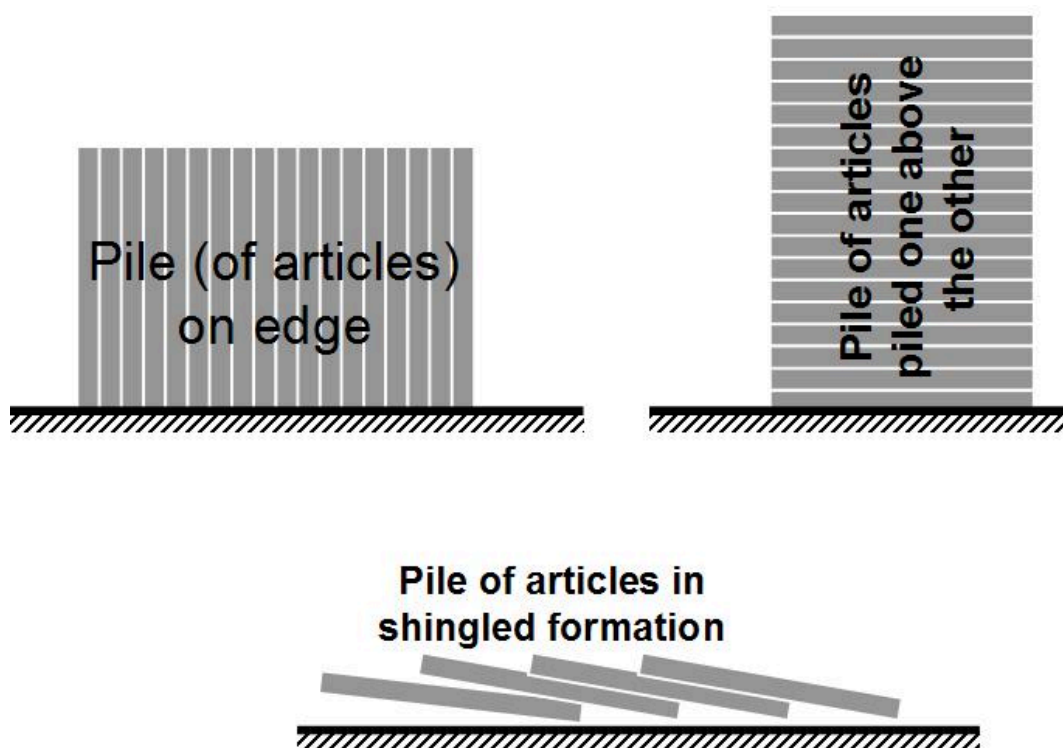 Pile (of articles)
on edge
Pile of articles
piled one above
the other
Pile of articles in
shingled formation